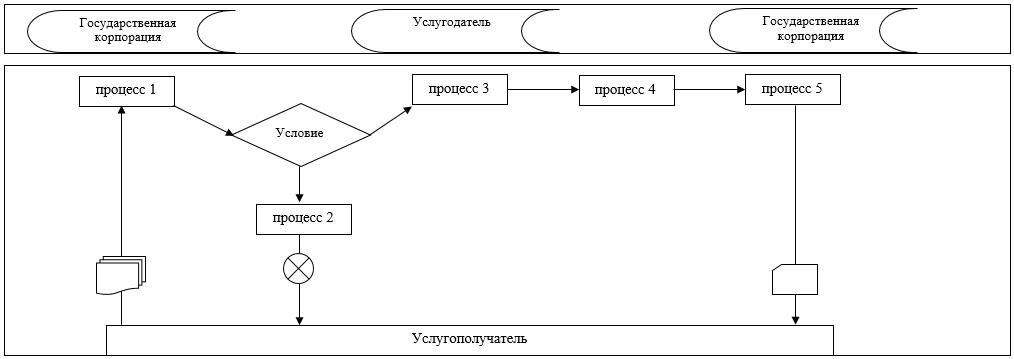 Государственная
корпорация
Услугодатель
Государственная
корпорация
процесс 1
процесс 3
процесс 4
процесс 5
Условие
процесс 2
Услугополучатель